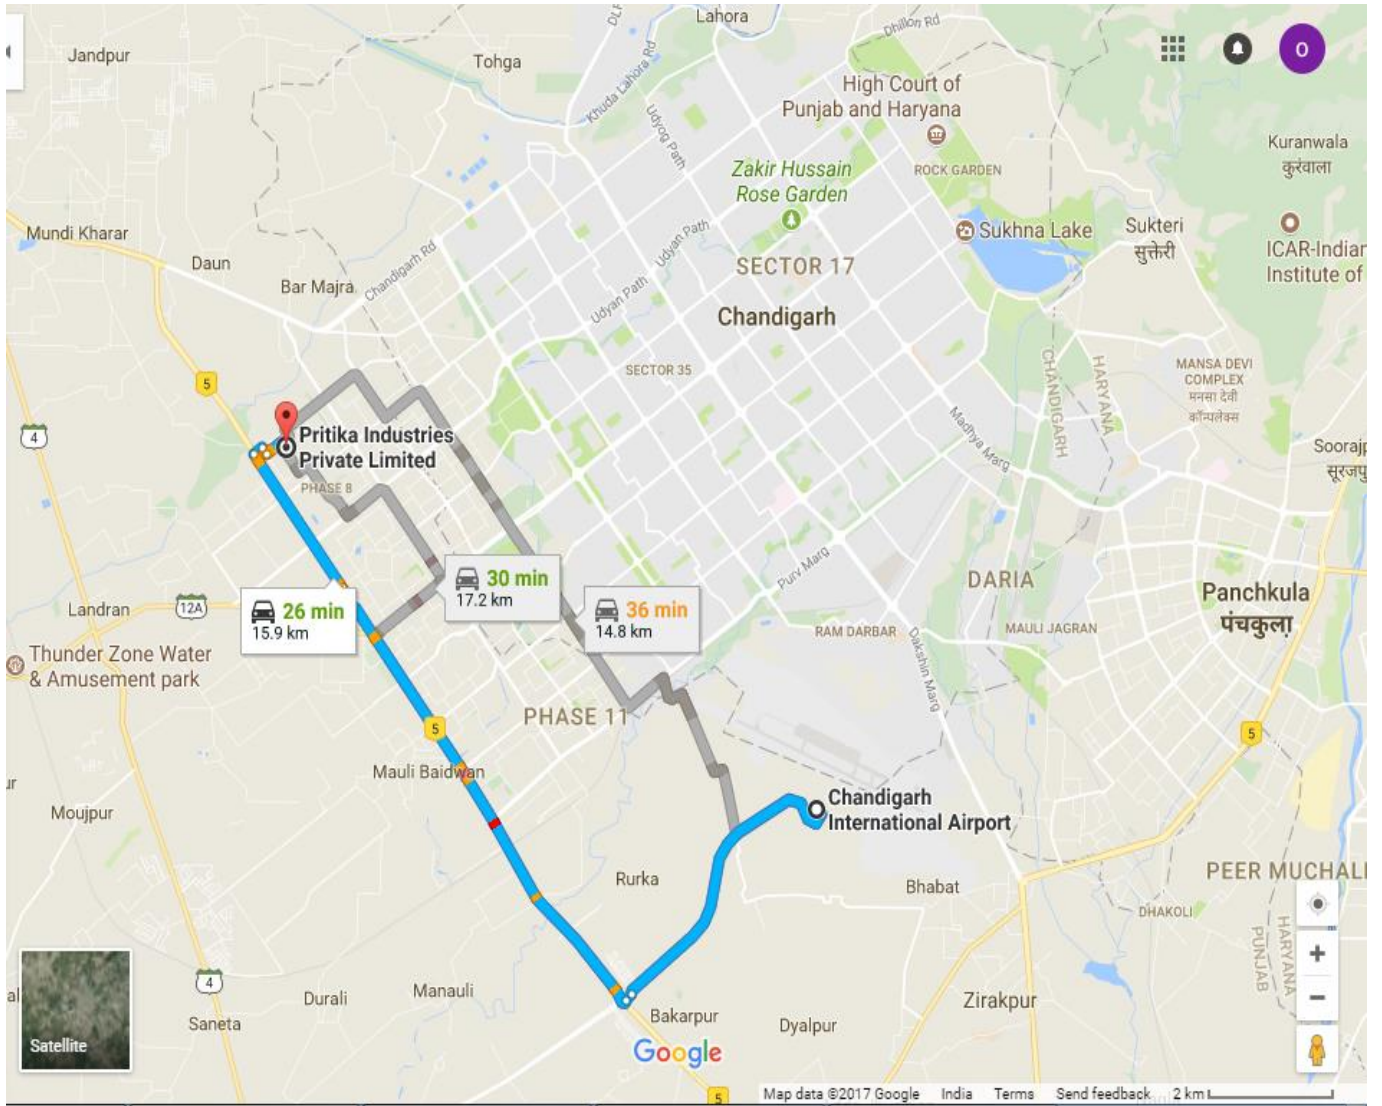 Lahora
Dhillon Rd
Jandpur
Tohga
Khuda Lahora Rd
Udyog Path
High Court of
Punjab and Haryana
O
Kuranwala
कुरंवाला
Zakir Hussain
Rose Garden
ROCK GARDEN
Mundi Kharar
Daun
Bar Majra
Chandigarh Rd
Udyan Path
Udyan Path
SECTOR 17
Sukhna Lake
Sukteri
सुक्तेरी
ICAR-Indian
Institute of
Chandigarh
SECTOR 35
CHANDIGARH
HARYANA
MANSA DEVI
COMPLEX
मनसा देवी
कॉम्पलेक्स
5
4
Madhya Marg
Pritika Industries
Private Limited
PHASE 8
Purv Marg
DARIA
Panchkula
पंचकुला
30 min
17.2 km
26 min
15.9 km
36 min
14.8 km
Landran
12A
RAM DARBAR
MAULI JAGRAN
Dakshin Marg
Thunder Zone Water
& Amusement park
PHASE 11
5
5
Mauli Baidwan
Moujpur
Chandigarh
International Airport
Rurka
Bhabat
PEER MUCHALL
DHAKOLI
HARYANA
PUNJAB
4
Durali
Manauli
Zirakpur
Saneta
Bakarpur
Dyalpur
Satellite
Google
5
Map data ©2017 Google India Terms Send feedback 2 km